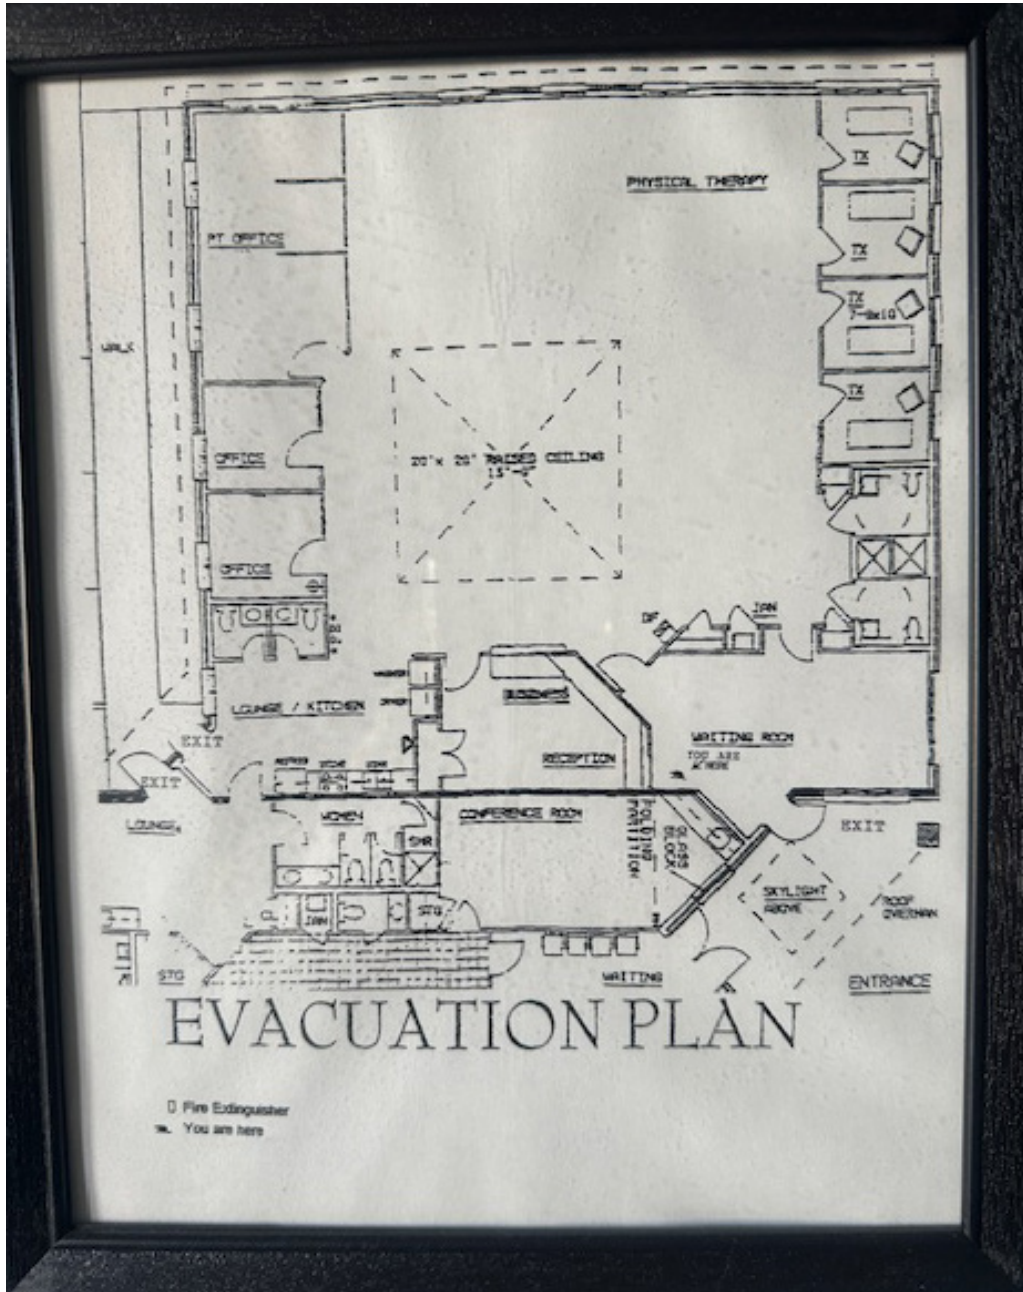 PHYSICAL THERAPY
TX
PT OFFICE
TX
TX
WALK
TX
20'x 20' RAISED CEILING
OFFICE
OFFICE
JAN
DF
LOUNGE / KITCHEN
BUSINESS
WAITING ROOM
YOU ARE
HERE
EXIT
RECEPTION
EXIT
LOUNGE
WOMEN
CONFERENCE ROOM
FOLDING
PARTITION
GLASS
BLOCK
EXIT
SHR
SKYLIGHT
ABOVE
ROOF
JAN
STG
STG
WAITING
ENTRANCE
EVACUATION PLAN
Fire Extinguisher
You are here